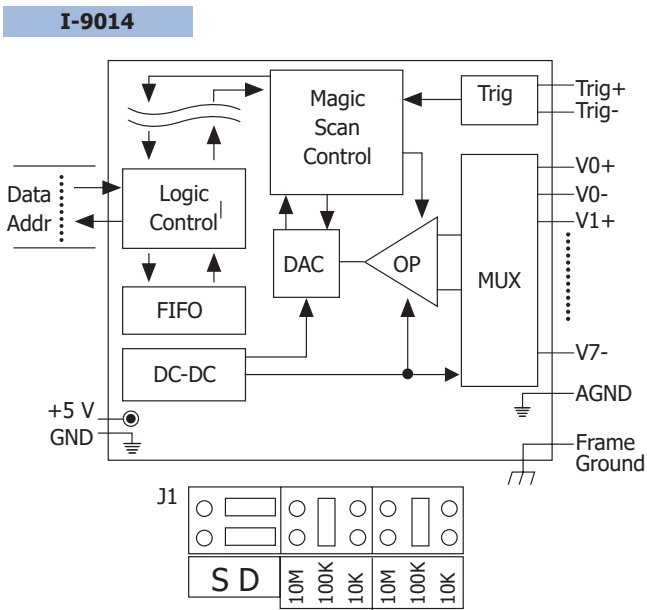 I-9014
Magic
Scan
Control
Trig
Trig+
Trig-
Data
Addr
Logic
Control
V0+
V0-
V1+
DAC
OP
MUX
FIFO
DC-DC
V7-
AGND
+5 V
GND
Frame
Ground
J1
S D
10M
100K
10K
10M
100K
10K